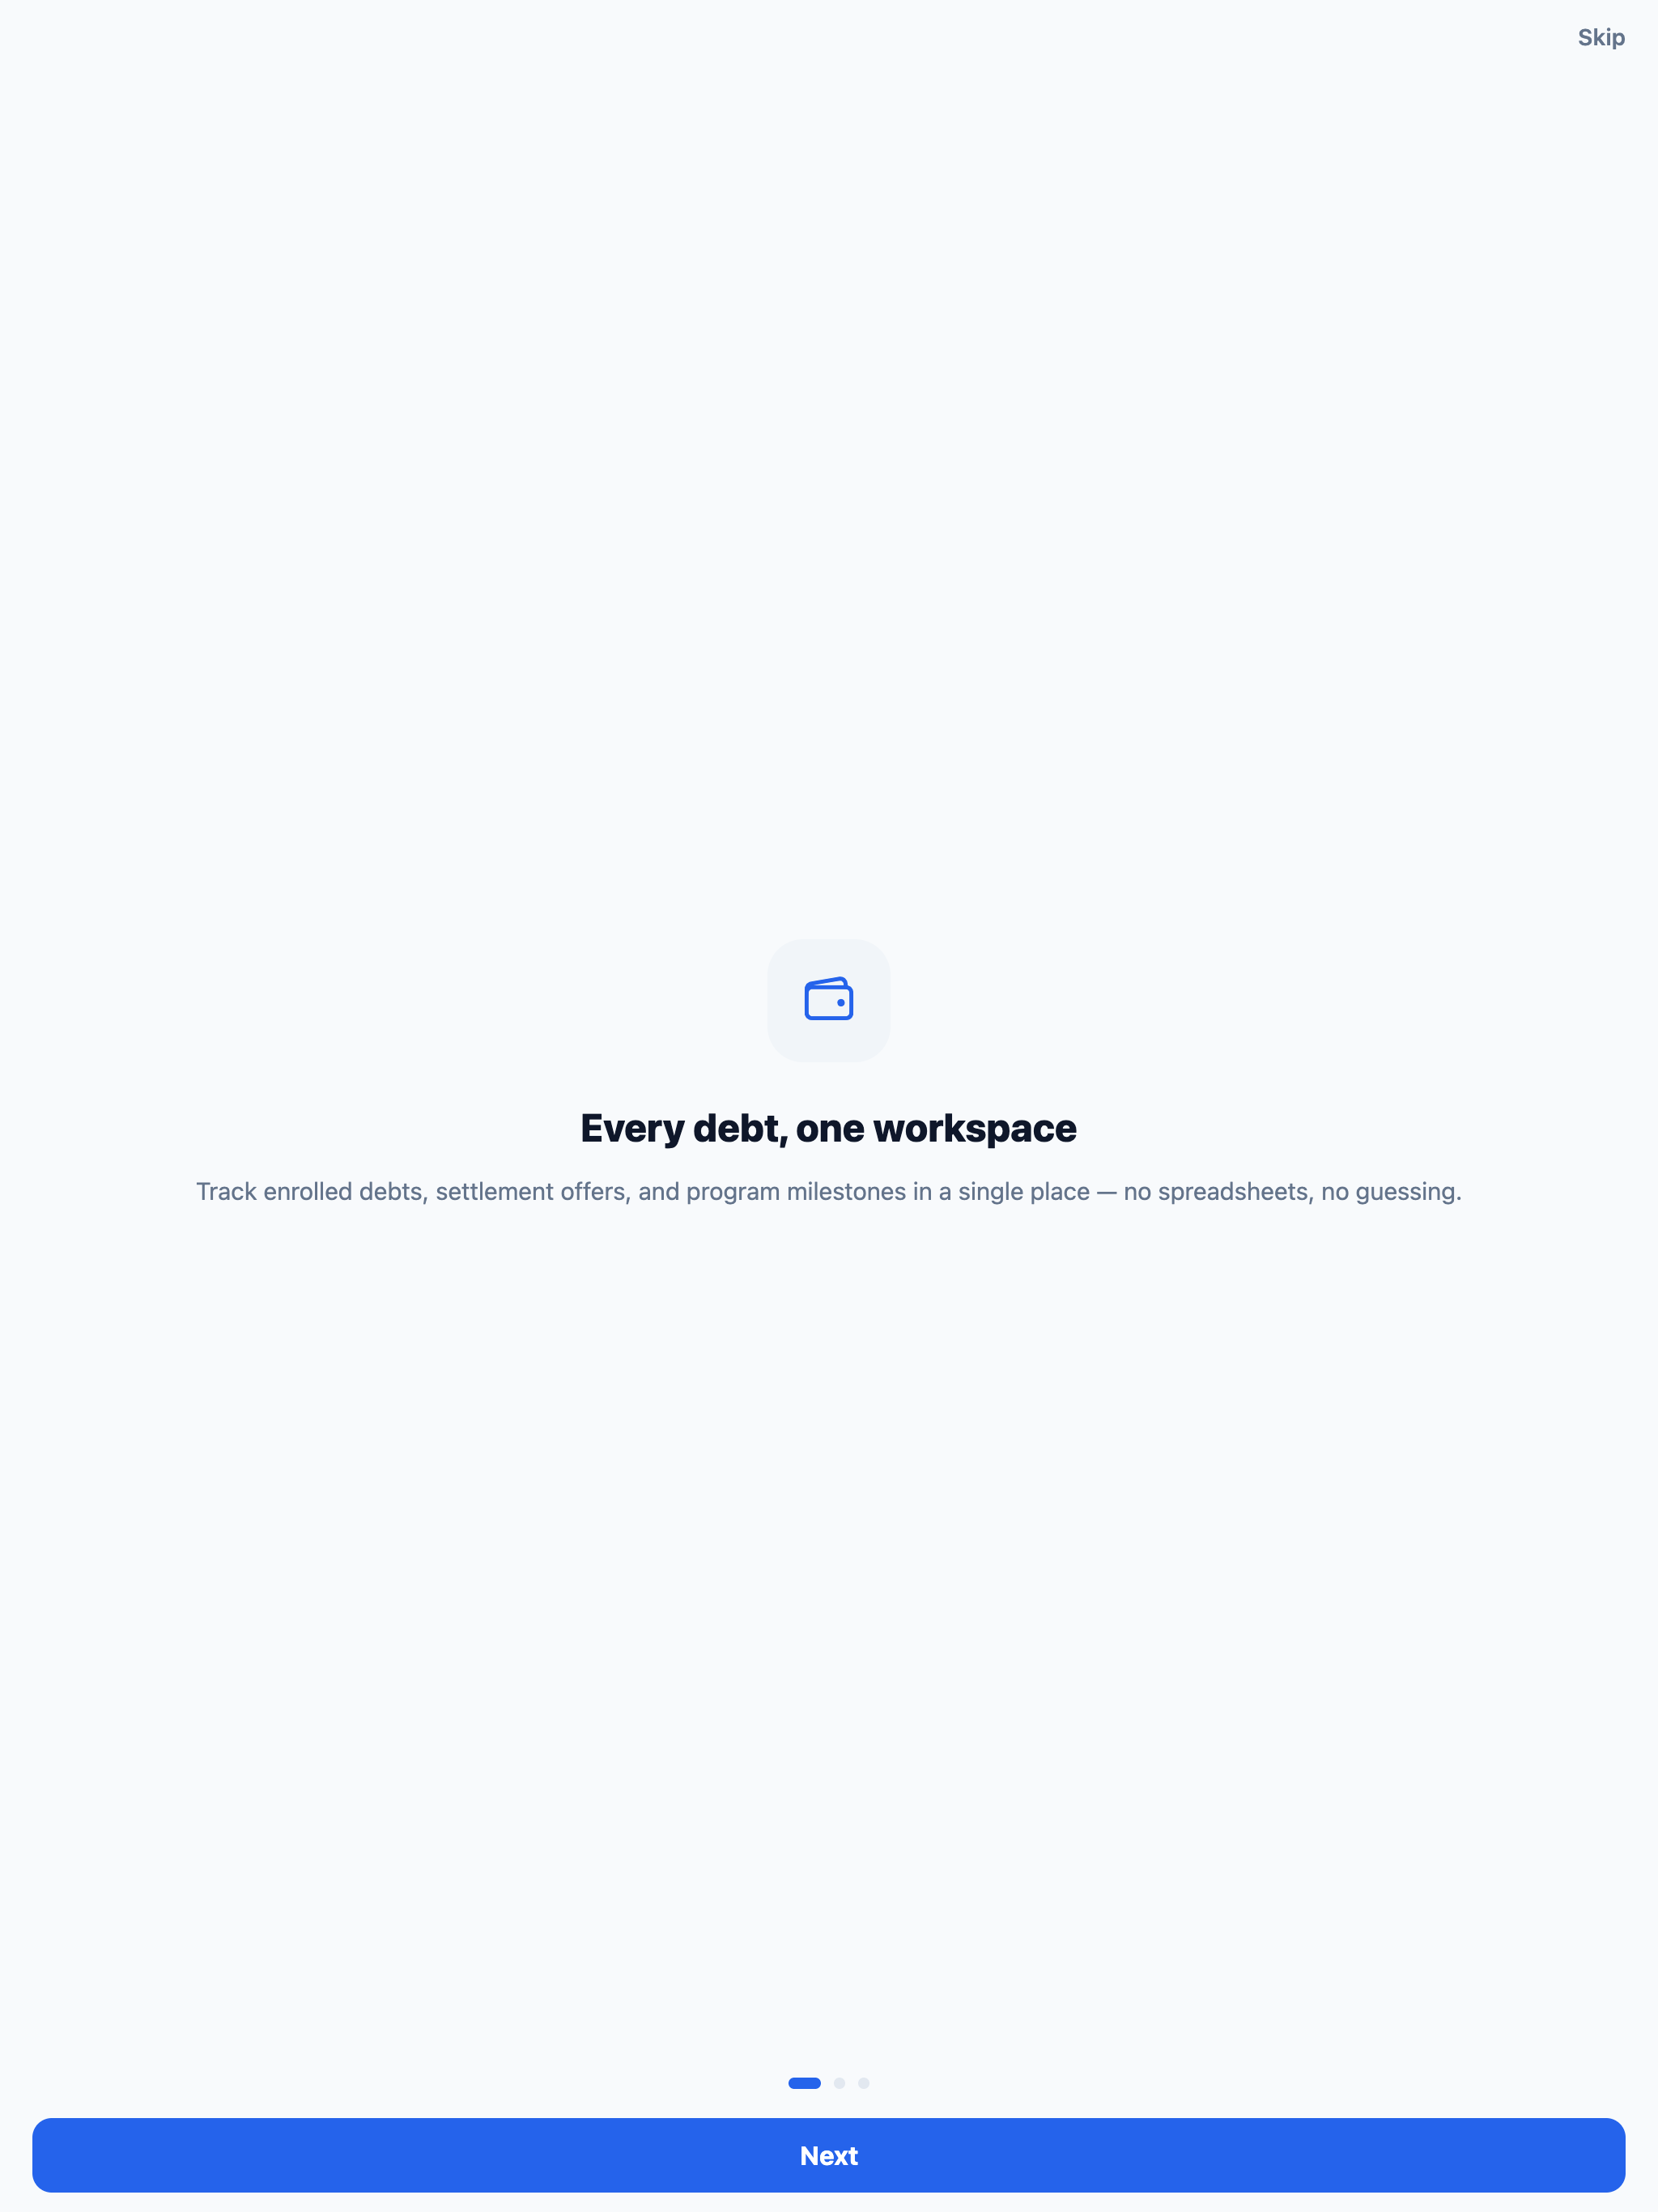 Skip
Every debt, one workspace
Track enrolled debts, settlement offers, and program milestones in a single place — no spreadsheets, no guessing.
Next